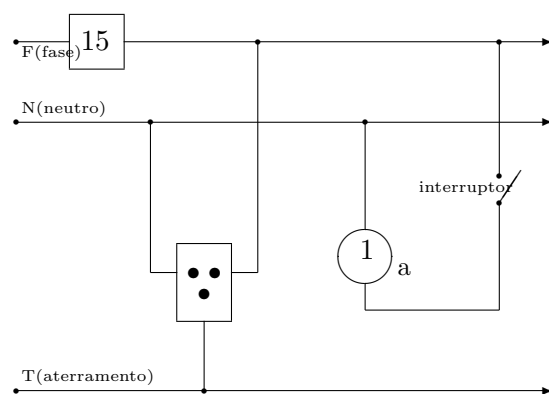 15
F(fase)
N(neutro)
interruptor
1
a
T(aterramento)